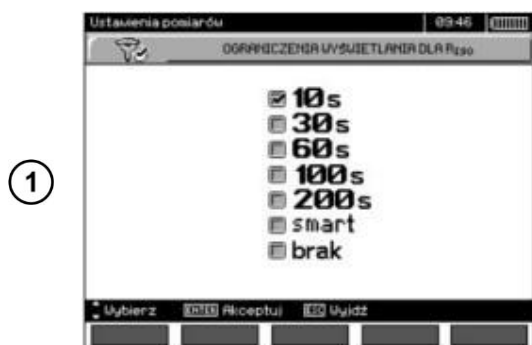 Ustawienia pomiarów 09:46
OGRANICZENIA WYŚWIETLANIA DLA RISO
10s
30s
60s
100s
200s
smart
brak
1
Wybierz ENTER Akceptuj ESC Wyjdź